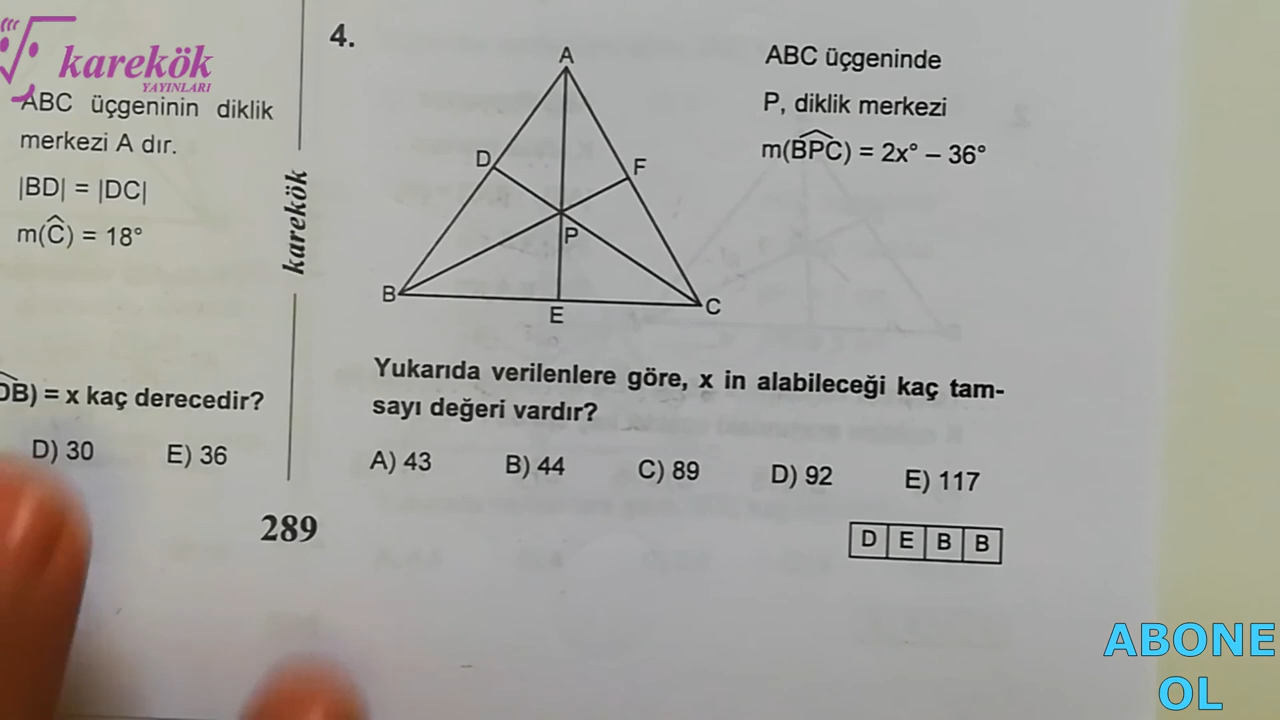 karekök
YAYINLARI
ABC üçgeninin diklik
merkezi A dır.
|BD| = |DC|
m(C) = 18°
DB) = x kaç derecedir?
D) 30 E) 36
karekök
289
4.
A
D
F
P
B
E
C
ABC üçgeninde
P, diklik merkezi
m(BPC) = 2x° – 36°
Yukarıda verilenlere göre, x in alabileceği kaç tam-
sayı değeri vardır?
A) 43 B) 44 C) 89 D) 92 E) 117
D E B B
ABONE
OL